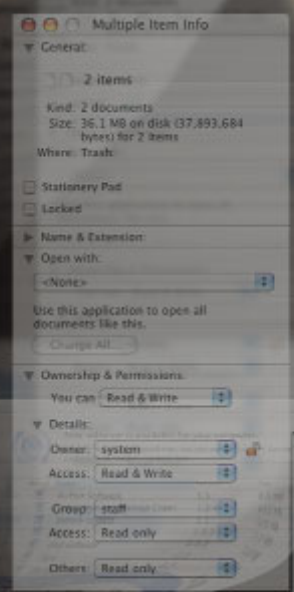 Multiple Item Info
General:
2 items
Kind: 2 documents
Size: 36.1 MB on disk (37,893,684
bytes) for 2 items
Where: Trash:
Stationery Pad
Locked
Name & Extension:
Open with:
<None>
Use this application to open all
documents like this.
Change All...
Ownership & Permissions:
You can Read & Write
Details:
Owner: system
Access: Read & Write
Group: staff
Access: Read only
Others: Read only